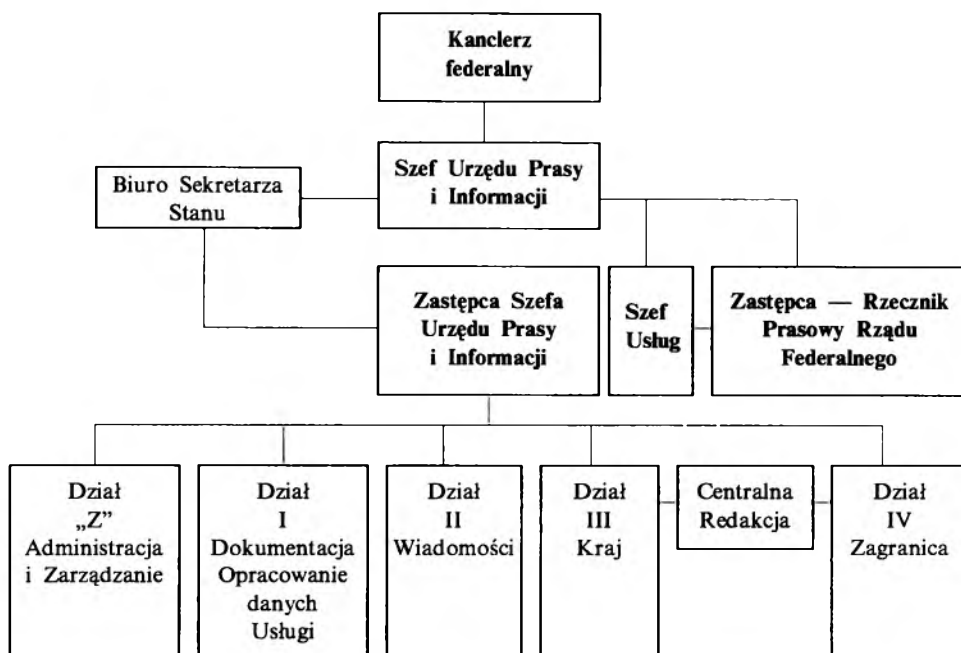 Kanclerz
federalny
Szef Urzędu Prasy
i Informacji
Biuro Sekretarza
Stanu
Zastępca Szefa
Urzędu Prasy
i Informacji
Szef
Usług
Zastępca — Rzecznik
Prasowy Rządu
Federalnego
Dział
„Z”
Administracja
i Zarządzanie
Dział
I
Dokumentacja
Opracowanie
danych
Usługi
Dział
II
Wiadomości
Dział
III
Kraj
Centralna
Redakcja
Dział
IV
Zagranica